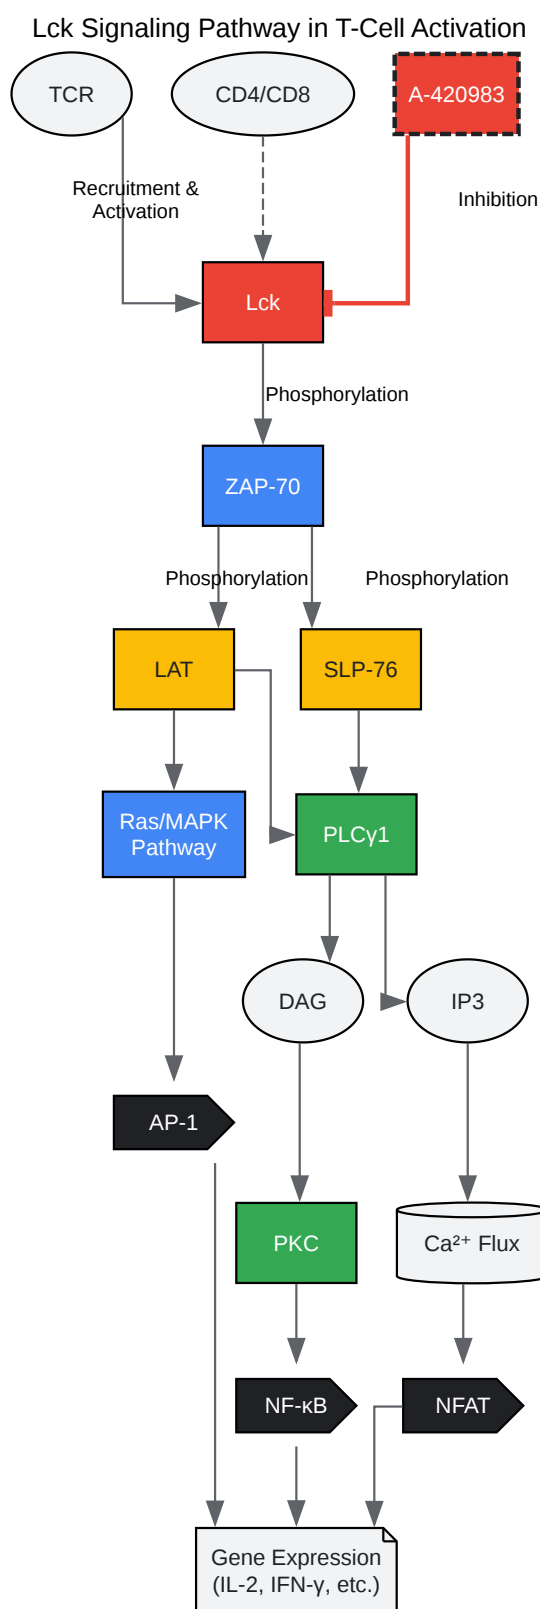 Lck Signaling Pathway in T-Cell Activation
TCR
CD4/CD8
A-420983
Recruitment &
Activation
Inhibition
Lck
Phosphorylation
ZAP-70
Phosphorylation
Phosphorylation
LAT
SLP-76
Ras/MAPK
Pathway
PLCγ1
DAG
IP3
AP-1
PKC
Ca²⁺ Flux
NF-κB
NFAT
Gene Expression
(IL-2, IFN-γ, etc.)